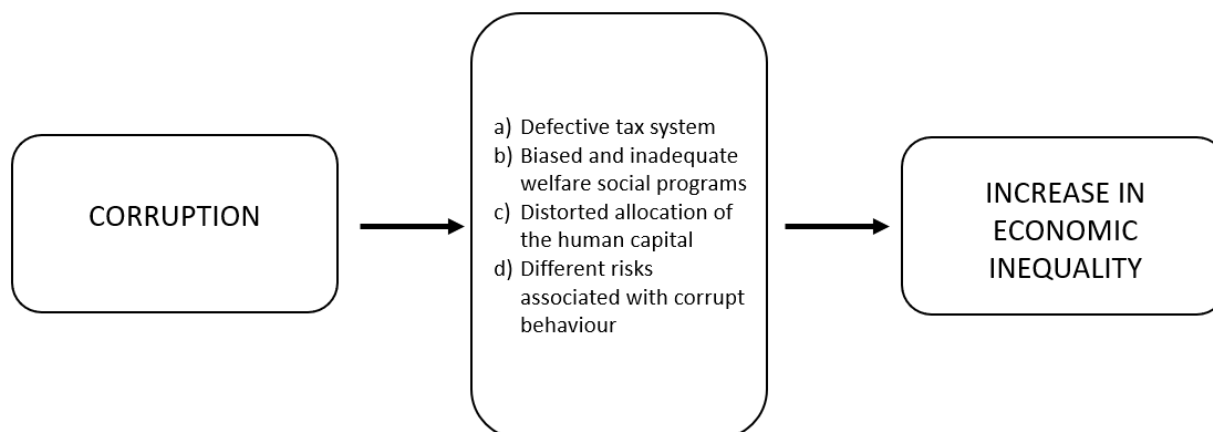 CORRUPTION
a) Defective tax system
b) Biased and inadequate
welfare social programs
c) Distorted allocation of
the human capital
d) Different risks
associated with corrupt
behaviour
INCREASE IN
ECONOMIC
INEQUALITY